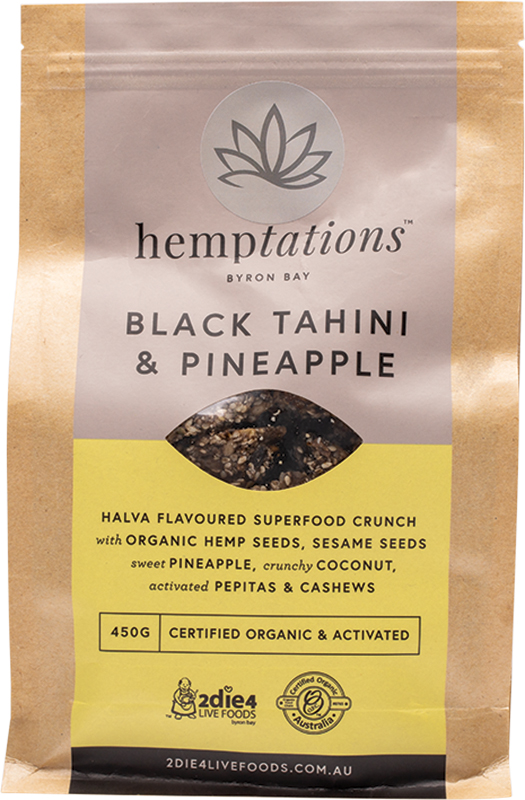 hemptations™
BYRON BAY
BLACK TAHINI
& PINEAPPLE
HALVA FLAVOURED SUPERFOOD CRUNCH
with ORGANIC HEMP SEEDS, SESAME SEEDS
sweet PINEAPPLE, crunchy COCONUT,
activated PEPITAS & CASHEWS
450G CERTIFIED ORGANIC & ACTIVATED
2die4
LIVE FOODS
byron bay
TM
Certified Organic
Australia
2DIE4LIVEFOODS.COM.AU